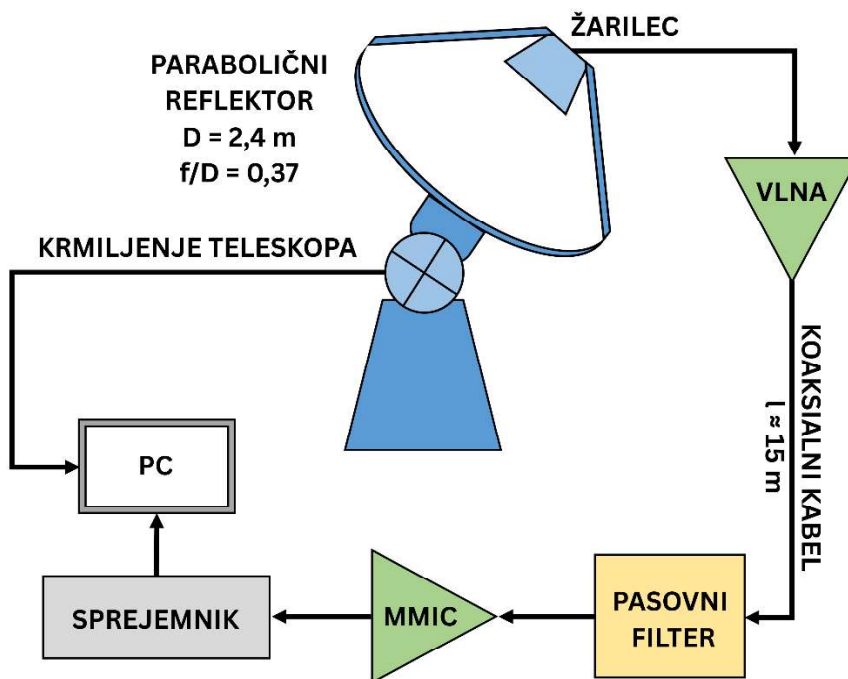 ŽARILEC
PARABOLIČNI
REFLEKTOR
D = 2,4 m
f/D = 0,37
VLNA
KRMILJENJE TELESKOPA
KOAKSIALNI KABEL
l ≈ 15 m
PC
SPREJEMNIK
MMIC
PASOVNI
FILTER